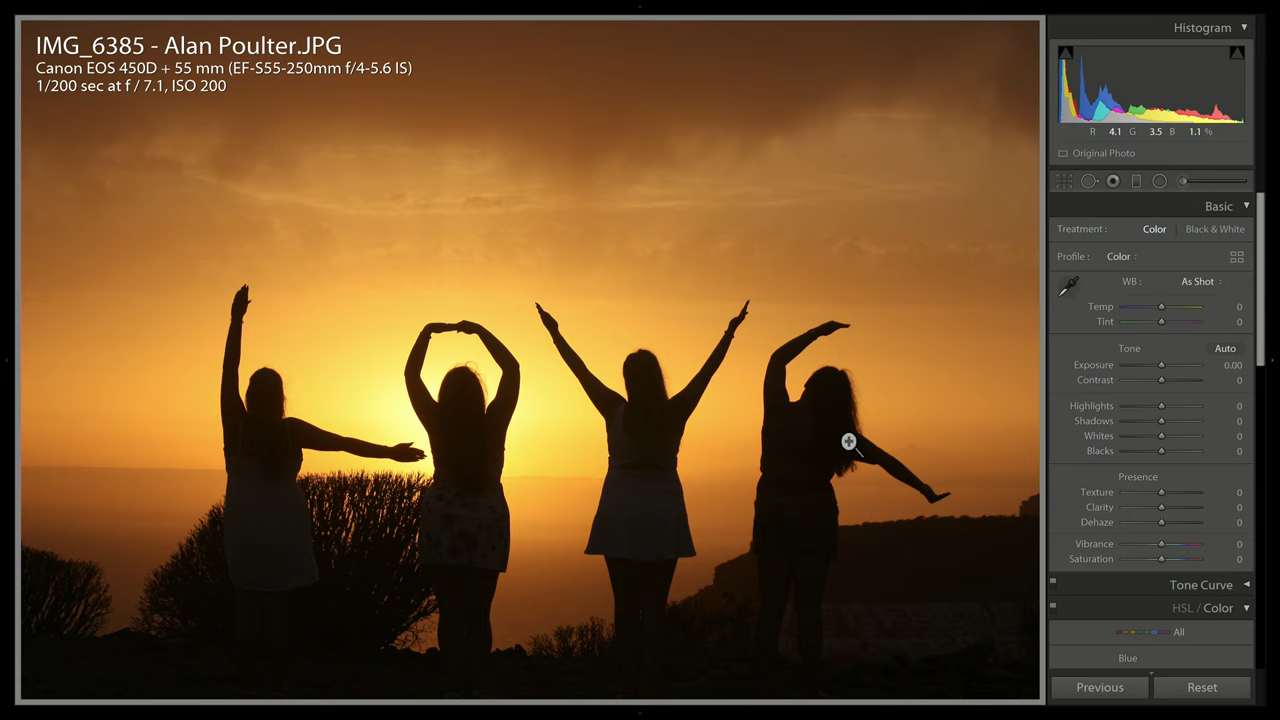 IMG_6385 - Alan Poulter.JPG
Canon EOS 450D + 55 mm (EF-S55-250mm f/4-5.6 IS)
1/200 sec at f / 7.1, ISO 200
Histogram
R 4.1 G 3.5 B 1.1 %
Original Photo
Basic
Treatment : Color Black & White
Profile : Color
WB : As Shot
Temp 0
Tint 0
Tone Auto
Exposure 0.00
Contrast 0
Highlights 0
Shadows 0
Whites 0
Blacks 0
Presence
Texture 0
Clarity 0
Dehaze 0
Vibrance 0
Saturation 0
Tone Curve
HSL / Color
All
Blue
Previous Reset